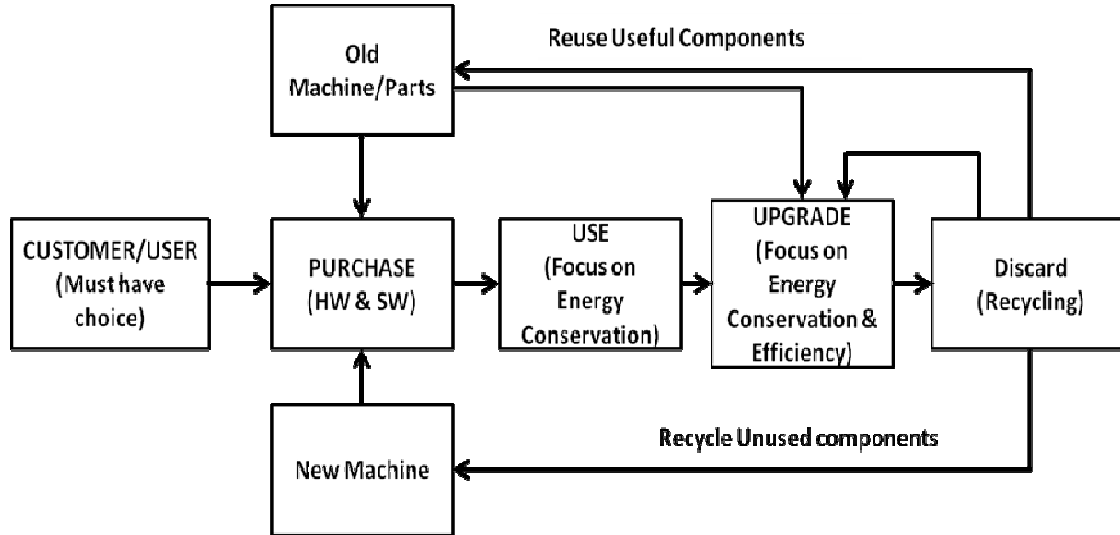 Old
Machine/Parts
Reuse Useful Components
CUSTOMER/USER
(Must have
choice)
PURCHASE
(HW & SW)
USE
(Focus on
Energy
Conservation)
UPGRADE
(Focus on
Energy
Conservation &
Efficiency)
Discard
(Recycling)
New Machine
Recycle Unused components